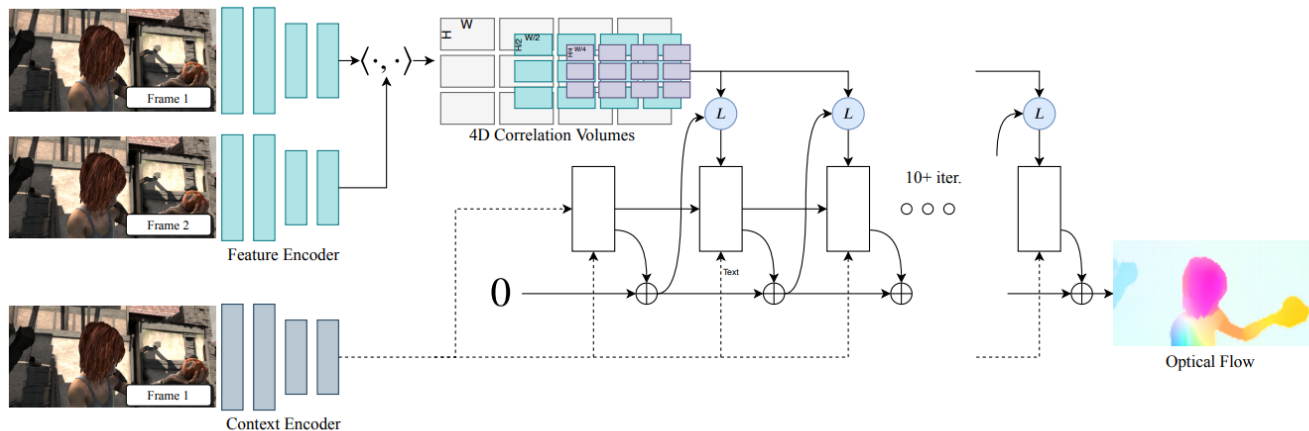 Frame 1
Frame 2
Feature Encoder
Frame 1
Context Encoder
⟨·, ·⟩
H
W
H/2
W/2
H/4
W/4
4D Correlation Volumes
L
L
L
10+ iter.
Text
0
Optical Flow